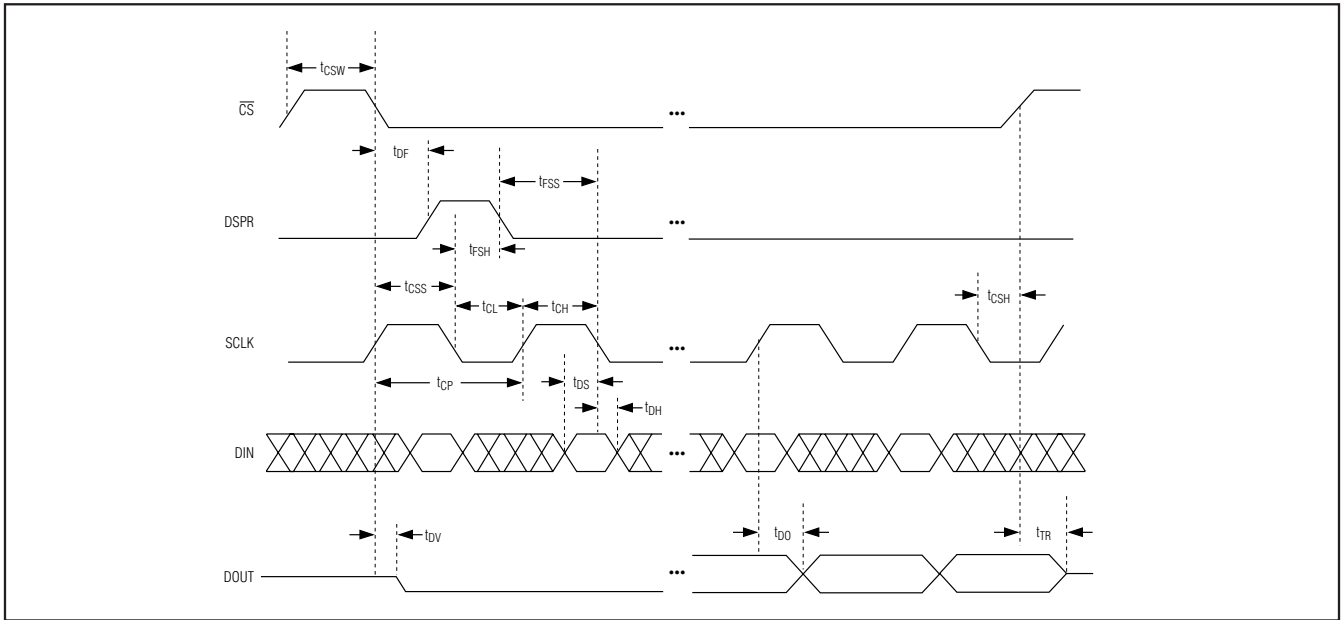 tCSW
CS
tDF
tFSS
DSPR
•••
•••
tFSH
tCSS
tCL
tCH
tCSH
SCLK
•••
tCP
tDS
tDH
DIN
•••
tDV
tDO
tTR
DOUT
•••